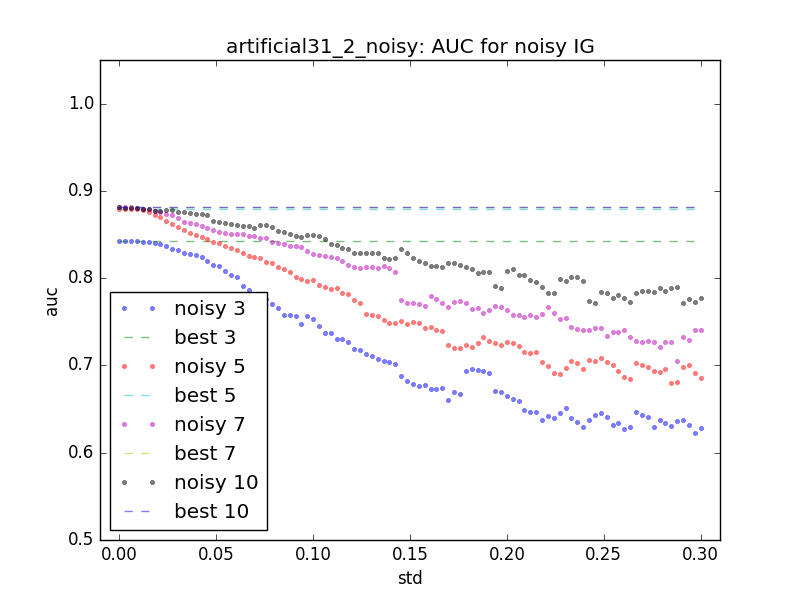 artificial31_2_noisy: AUC for noisy IG
1.0
0.9
0.8
0.7
0.6
0.5
auc
noisy 3
best 3
noisy 5
best 5
noisy 7
best 7
noisy 10
best 10
0.00 0.05 0.10 0.15 0.20 0.25 0.30
std